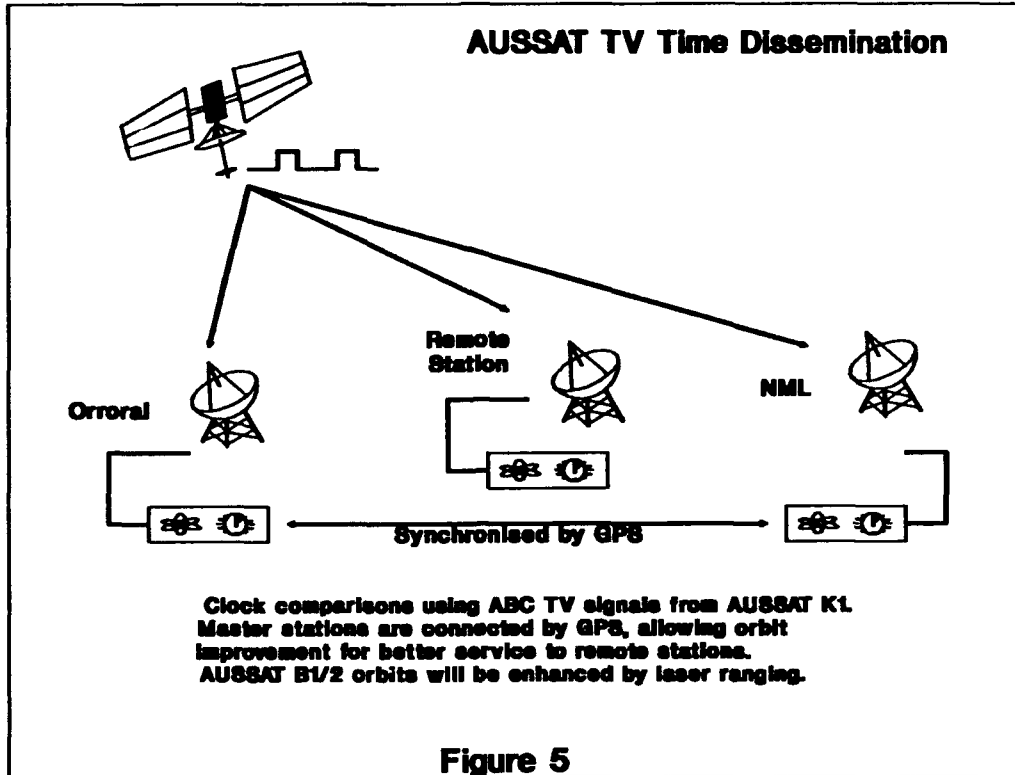 AUSSAT TV Time Dissemination
Remote
Station
Orroral
NML
Synchronised by GPS
Clock comparisons using ABC TV signals from AUSSAT K1.
Master stations are connected by GPS, allowing orbit
improvement for better service to remote stations.
AUSSAT B1/2 orbits will be enhanced by laser ranging.
Figure 5